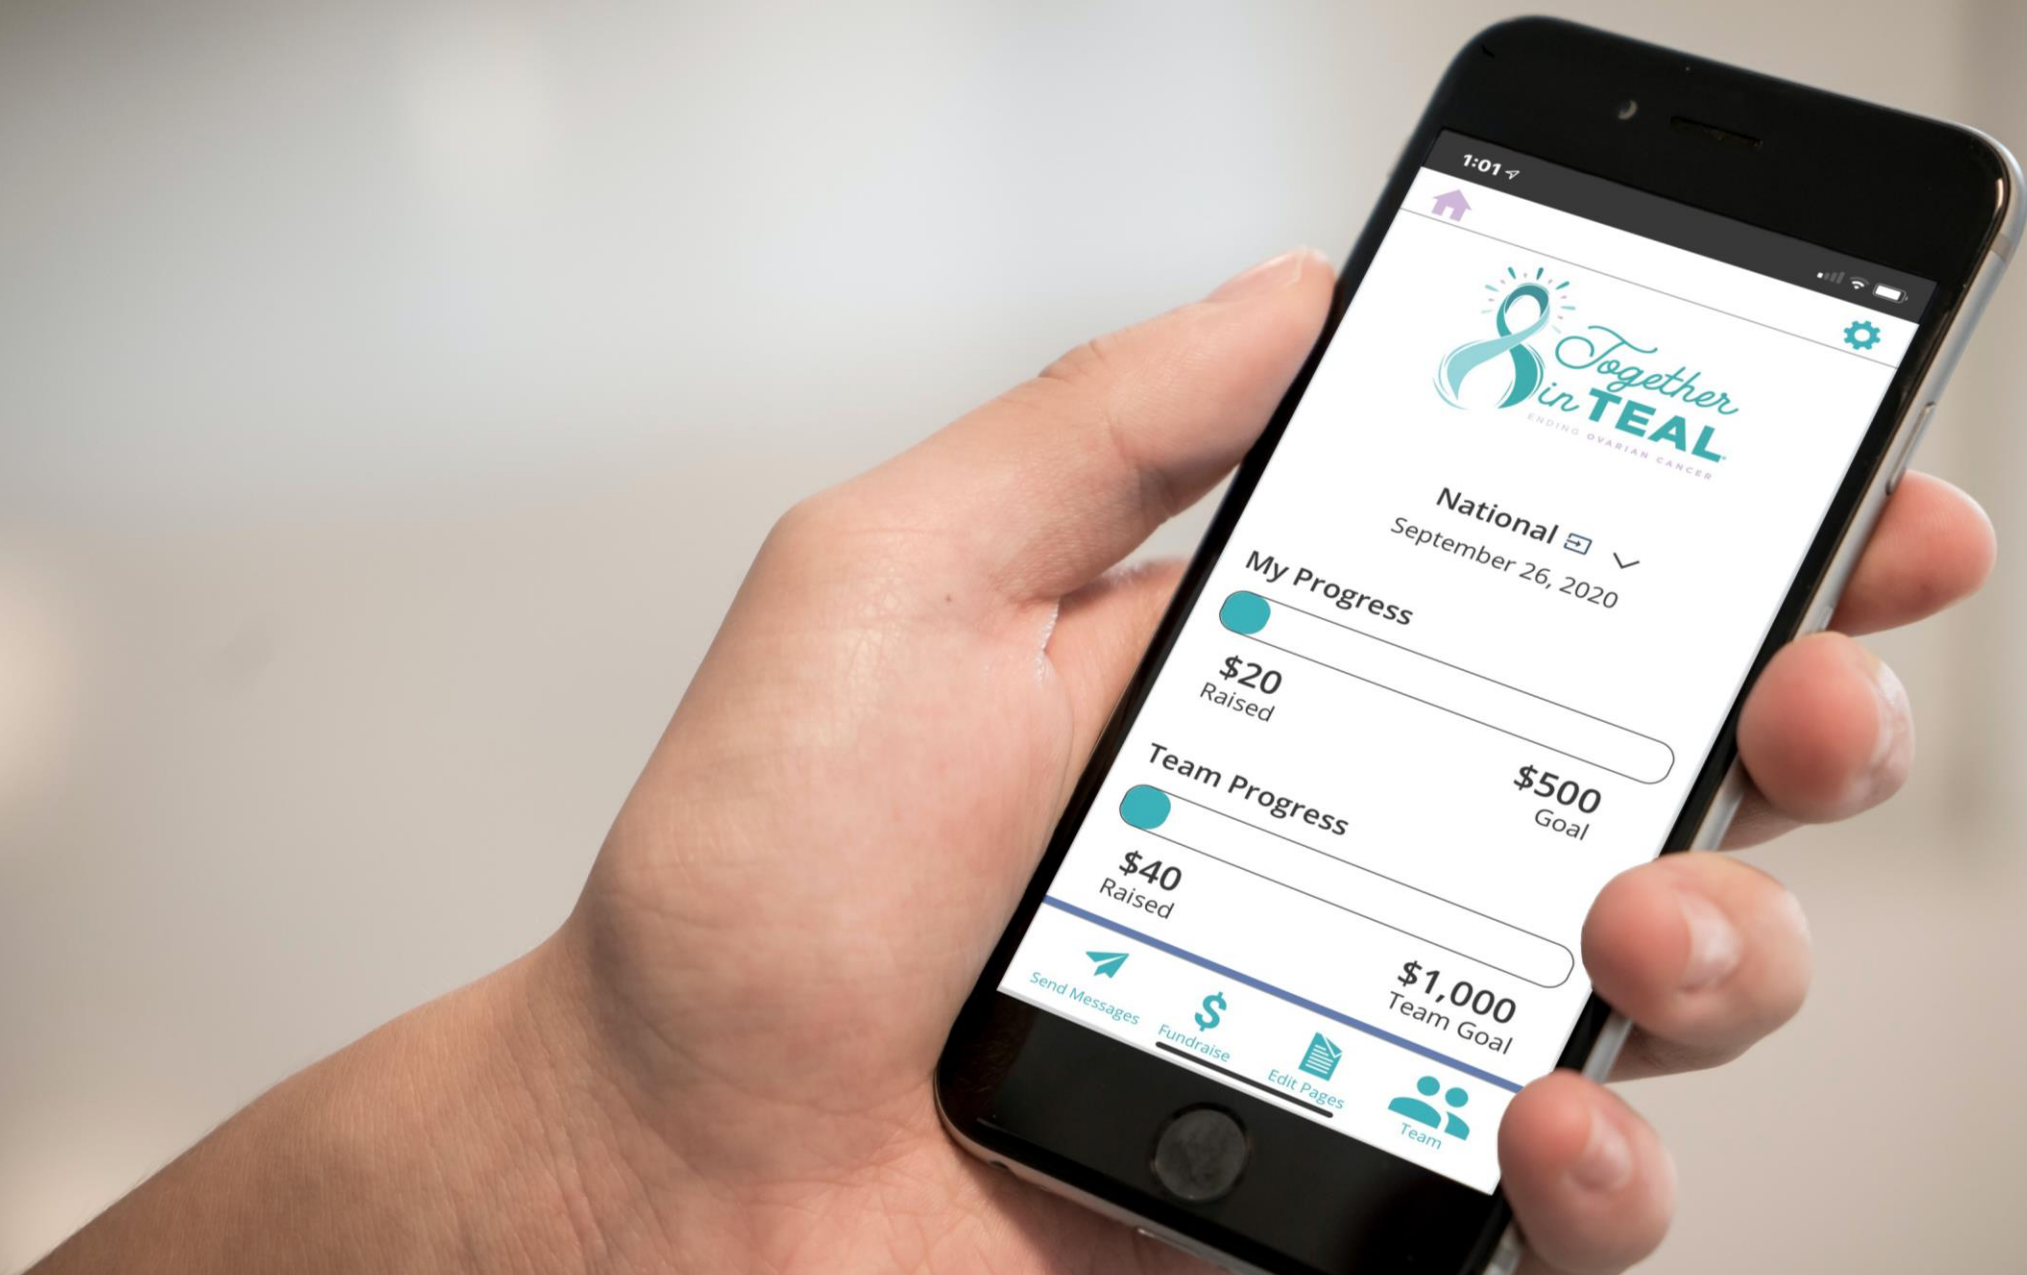 1:01
Together
in TEAL
ENDING OVARIAN CANCER
National
September 26, 2020
My Progress
$20
Raised
$500
Goal
Team Progress
$40
Raised
$1,000
Team Goal
Send Messages
Fundraise
Edit Pages
Team